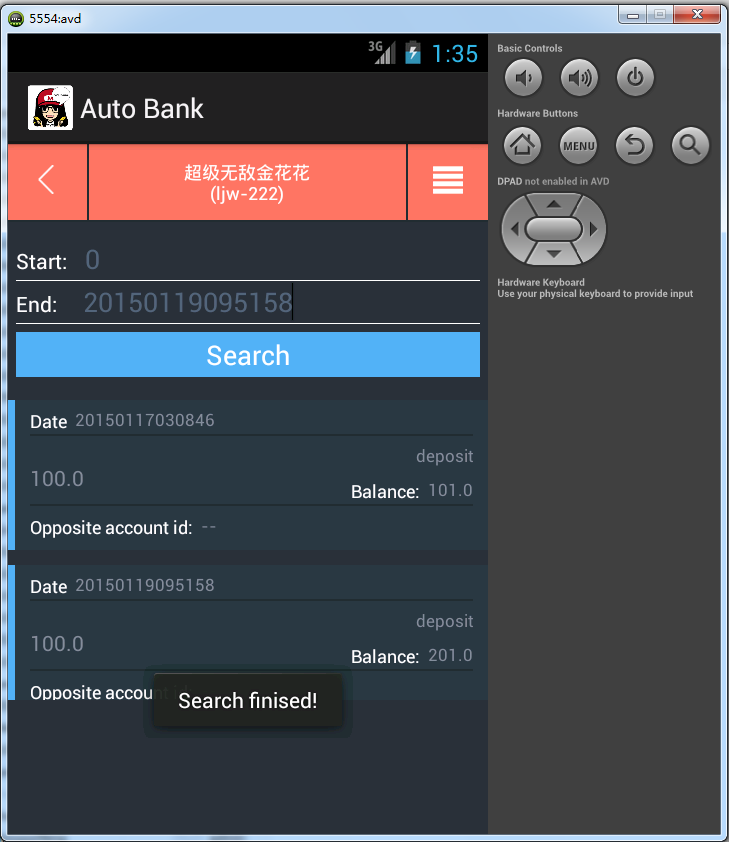 5554:avd
3G 1:35
Auto Bank
超级无敌金花花
(ljw-222)
Start: 0
End: 20150119095158
Search
Date 20150117030846
deposit
100.0
Balance: 101.0
Opposite account id: --
Date 20150119095158
deposit
100.0
Balance: 201.0
Opposite accou
Search finised!
Basic Controls
Hardware Buttons
MENU
DPAD not enabled in AVD
Hardware Keyboard
Use your physical keyboard to provide input